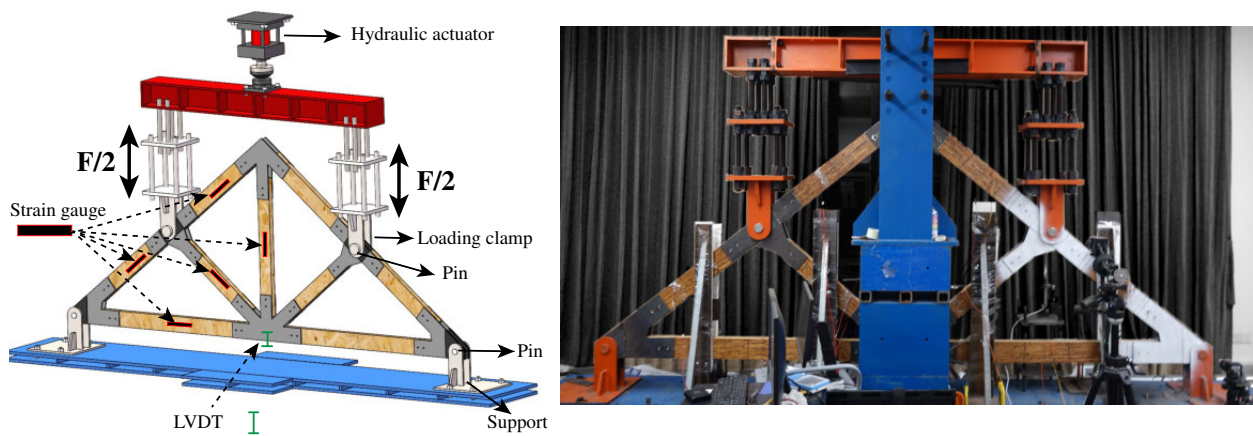 Hydraulic actuator
F/2
F/2
Strain gauge
Loading clamp
Pin
Pin
LVDT
Support